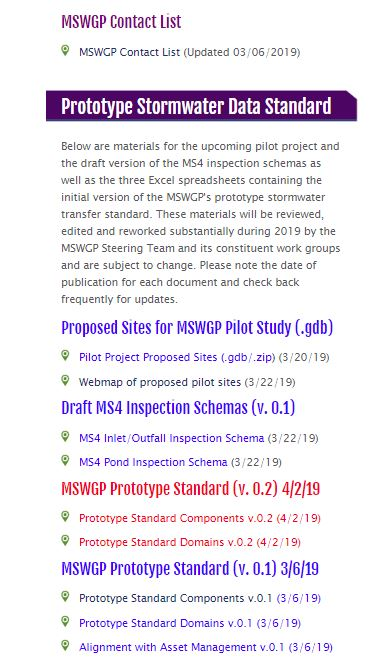 MSWGP Contact List
MSWGP Contact List (Updated 03/06/2019)
Prototype Stormwater Data Standard
Below are materials for the upcoming pilot project and
the draft version of the MS4 inspection schemas as
well as the three Excel spreadsheets containing the
initial version of the MSWGP's prototype stormwater
transfer standard. These materials will be reviewed,
edited and reworked substantially during 2019 by the
MSWGP Steering Team and its constituent work groups
and are subject to change. Please note the date of
publication for each document and check back
frequently for updates.
Proposed Sites for MSWGP Pilot Study (.gdb)
Pilot Project Proposed Sites (.gdb/.zip) (3/20/19)
Webmap of proposed pilot sites (3/22/19)
Draft MS4 Inspection Schemas (v. 0.1)
MS4 Inlet/Outfall Inspection Schema (3/22/19)
MS4 Pond Inspection Schema (3/22/19)
MSWGP Prototype Standard (v. 0.2) 4/2/19
Prototype Standard Components v.0.2 (4/2/19)
Prototype Standard Domains v.0.2 (4/2/19)
MSWGP Prototype Standard (v. 0.1) 3/6/19
Prototype Standard Components v.0.1 (3/6/19)
Prototype Standard Domains v.0.1 (3/6/19)
Alignment with Asset Management v.0.1 (3/6/19)